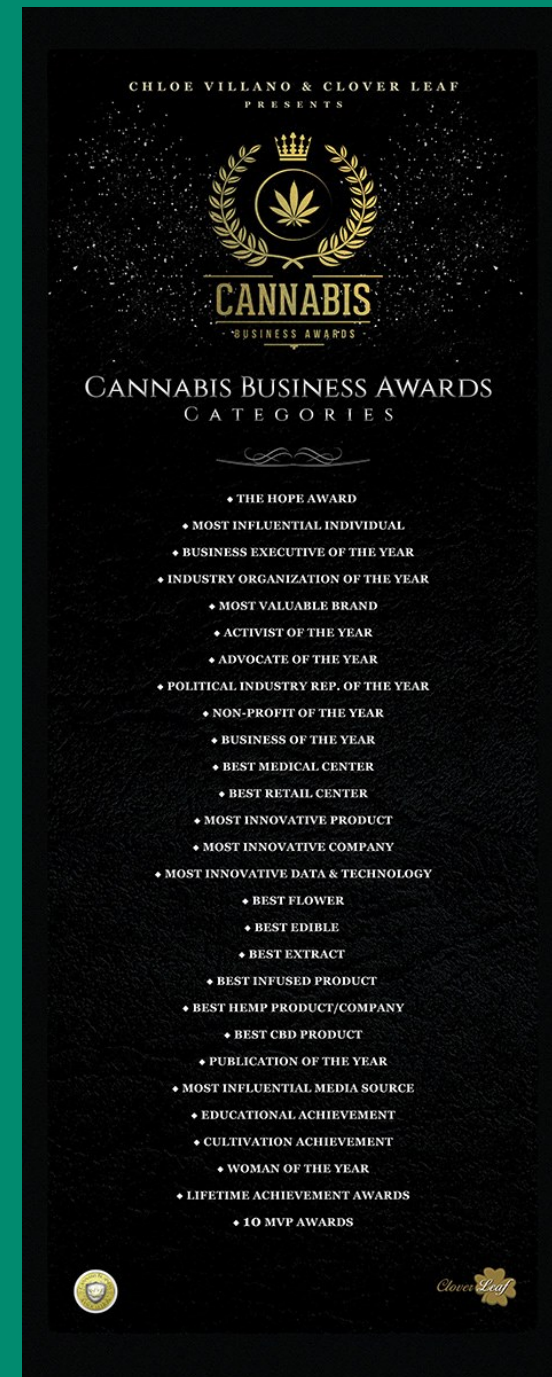 CHLOE VILLANO & CLOVER LEAF
PRESENTS
CANNABIS
BUSINESS AWARDS
CANNABIS BUSINESS AWARDS
CATEGORIES
◆ THE HOPE AWARD
◆ MOST INFLUENTIAL INDIVIDUAL
◆ BUSINESS EXECUTIVE OF THE YEAR
◆ INDUSTRY ORGANIZATION OF THE YEAR
◆ MOST VALUABLE BRAND
◆ ACTIVIST OF THE YEAR
◆ ADVOCATE OF THE YEAR
◆ POLITICAL INDUSTRY REP. OF THE YEAR
◆ NON-PROFIT OF THE YEAR
◆ BUSINESS OF THE YEAR
◆ BEST MEDICAL CENTER
◆ BEST RETAIL CENTER
◆ MOST INNOVATIVE PRODUCT
◆ MOST INNOVATIVE COMPANY
◆ MOST INNOVATIVE DATA & TECHNOLOGY
◆ BEST FLOWER
◆ BEST EDIBLE
◆ BEST EXTRACT
◆ BEST INFUSED PRODUCT
◆ BEST HEMP PRODUCT/COMPANY
◆ BEST CBD PRODUCT
◆ PUBLICATION OF THE YEAR
◆ MOST INFLUENTIAL MEDIA SOURCE
◆ EDUCATIONAL ACHIEVEMENT
◆ CULTIVATION ACHIEVEMENT
◆ WOMAN OF THE YEAR
◆ LIFETIME ACHIEVEMENT AWARDS
◆ 10 MVP AWARDS
Clover Leaf